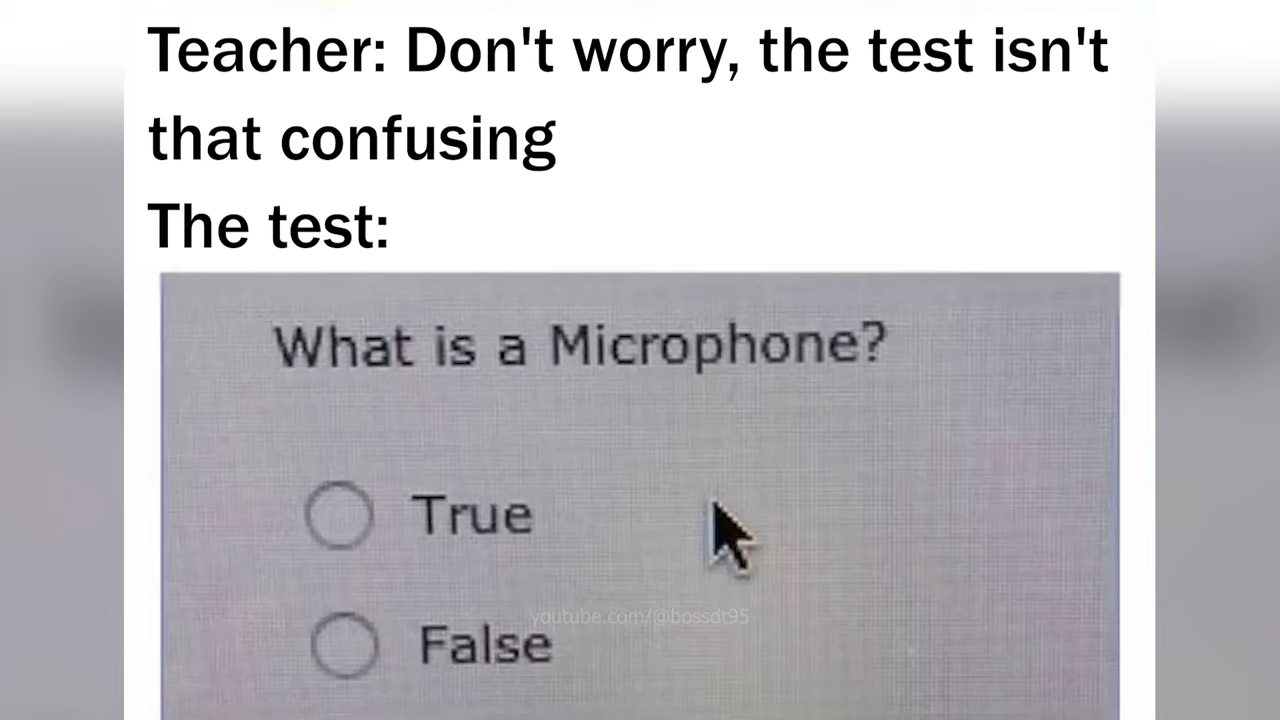 Teacher: Don't worry, the test isn't
that confusing
The test:
What is a Microphone?
True
youtube.com/@bossdt95
False